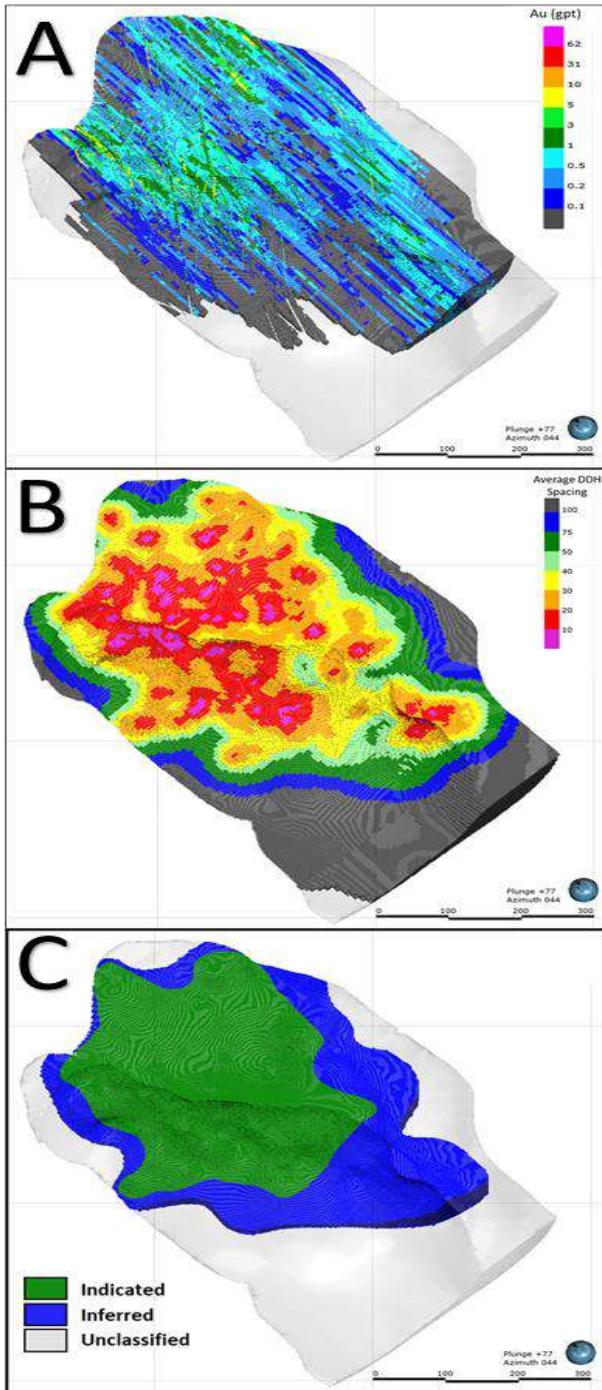 A
Au (gpt)
62
31
10
5
3
1
0.5
0.2
0.1
Plunge +77
Azimuth 044
0 100 200 300
B
Average DDH
Spacing
100
75
50
40
30
20
10
Plunge +77
Azimuth 044
0 100 200 300
C
Indicated
Inferred
Unclassified
Plunge +77
Azimuth 044
0 100 200 300